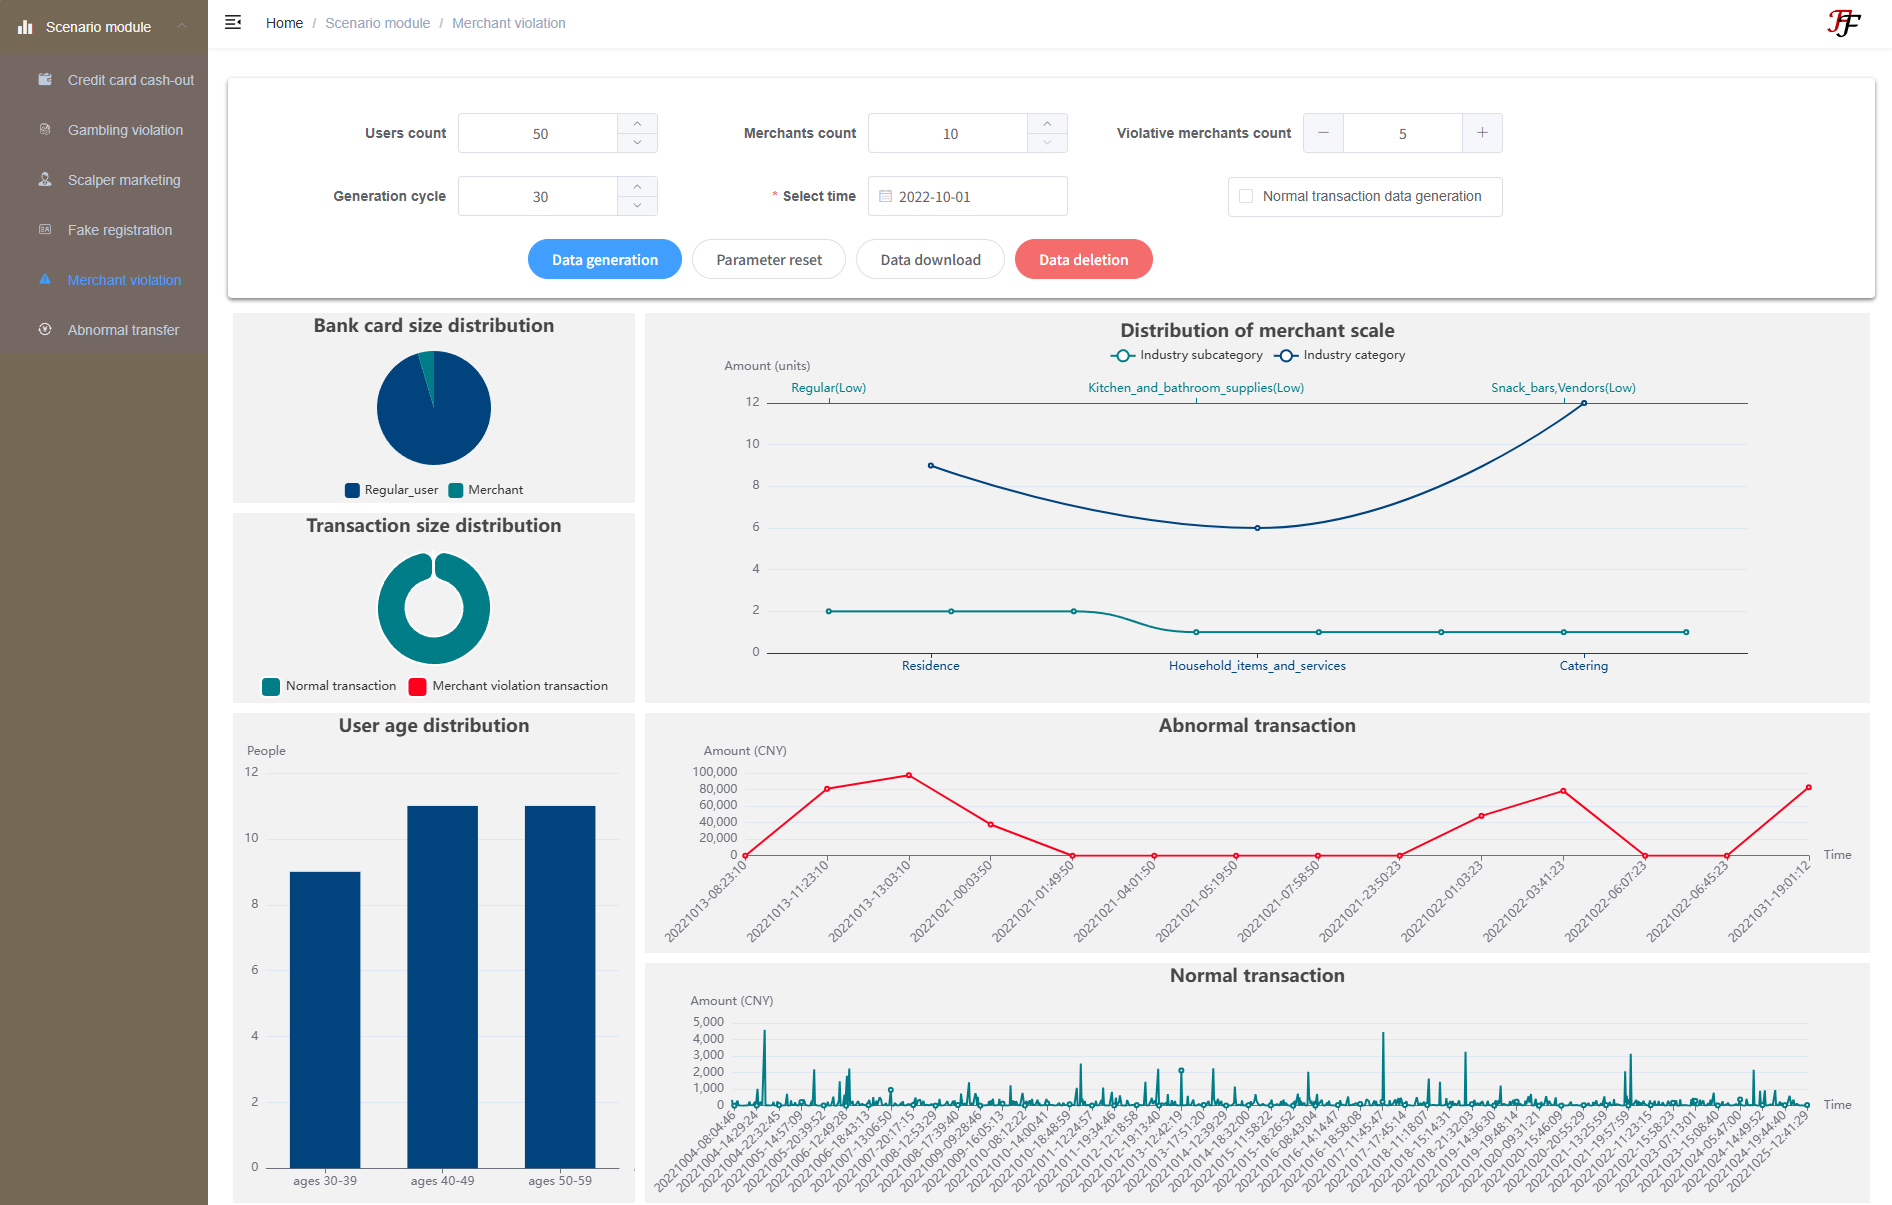 Scenario module
Credit card cash-out
Gambling violation
Scalper marketing
Fake registration
Merchant violation
Abnormal transfer
Home / Scenario module / Merchant violation
FF
Users count 50
Merchants count 10
Violative merchants count − 5 +
Generation cycle 30
* Select time 2022-10-01
Normal transaction data generation
Data generation
Parameter reset
Data download
Data deletion
Bank card size distribution
Regular_user Merchant
Transaction size distribution
Normal transaction Merchant violation transaction
User age distribution
People
12
10
8
6
4
2
0
ages 30-39 ages 40-49 ages 50-59
Distribution of merchant scale
Industry subcategory Industry category
Amount (units)
Regular(Low) Kitchen_and_bathroom_supplies(Low) Snack_bars,Vendors(Low)
12
10
8
6
4
2
0
Residence Household_items_and_services Catering
Abnormal transaction
Amount (CNY)
100,000
80,000
60,000
40,000
20,000
0
Time
20221013-08:23:10
20221013-11:23:10
20221013-13:03:10
20221021-00:03:50
20221021-01:49:50
20221021-04:01:50
20221021-05:19:50
20221021-07:58:50
20221021-23:50:23
20221022-01:03:23
20221022-03:41:23
20221022-06:07:23
20221022-06:45:23
20221031-19:01:12
Normal transaction
Amount (CNY)
5,000
4,000
3,000
2,000
1,000
0
Time
20221004-08:04:46
20221004-14:29:24
20221004-22:32:45
20221005-14:57:09
20221005-20:39:52
20221006-12:49:28
20221006-18:43:13
20221007-13:06:50
20221007-20:17:15
20221008-12:53:29
20221008-17:39:40
20221009-09:28:46
20221009-16:05:13
20221010-08:12:22
20221010-14:00:41
20221010-18:48:59
20221011-12:24:57
20221011-19:34:46
20221012-12:18:58
20221012-19:13:40
20221013-12:42:19
20221013-17:51:20
20221014-12:39:29
20221014-18:32:00
20221015-11:58:22
20221015-18:26:52
20221016-08:43:04
20221016-14:14:47
20221016-18:58:08
20221017-11:45:47
20221017-17:45:14
20221018-11:18:07
20221018-15:14:31
20221018-21:32:03
20221019-14:36:30
20221019-19:48:14
20221020-09:31:21
20221020-15:46:09
20221020-20:55:29
20221021-13:25:59
20221021-19:57:59
20221022-11:23:15
20221022-15:58:23
20221023-07:13:01
20221023-15:08:40
20221024-05:47:00
20221024-14:49:52
20221024-19:44:40
20221025-12:41:29